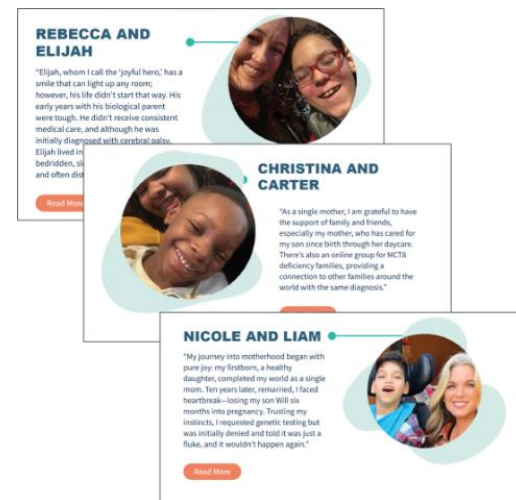 REBECCA AND
ELIJAH
"Elijah, whom I call the 'joyful hero,' has a
smile that can light up any room;
however, his life didn't start that way. His
early years with his biological parent
were tough. He didn't receive consistent
medical care, and although he was
initially diagnosed with cerebral palsy,
Elijah lived in
bedridden,
and often
Read More
CHRISTINA AND
CARTER
"As a single mother, I am grateful to have
the support of family and friends,
especially my mother, who has cared for
my son since birth through her daycare.
There's also an online group for MCT8
deficiency families, providing a
connection to other families around the
world with the same diagnosis."
NICOLE AND LIAM
"My journey into motherhood began with
pure joy: my firstborn, a healthy
daughter, completed my world as a single
mom. Ten years later, remarried, I faced
heartbreak—losing my son Will six
months into pregnancy. Trusting my
instincts, I requested genetic testing but
was initially denied and told it was just a
fluke, and it wouldn't happen again."
Read More